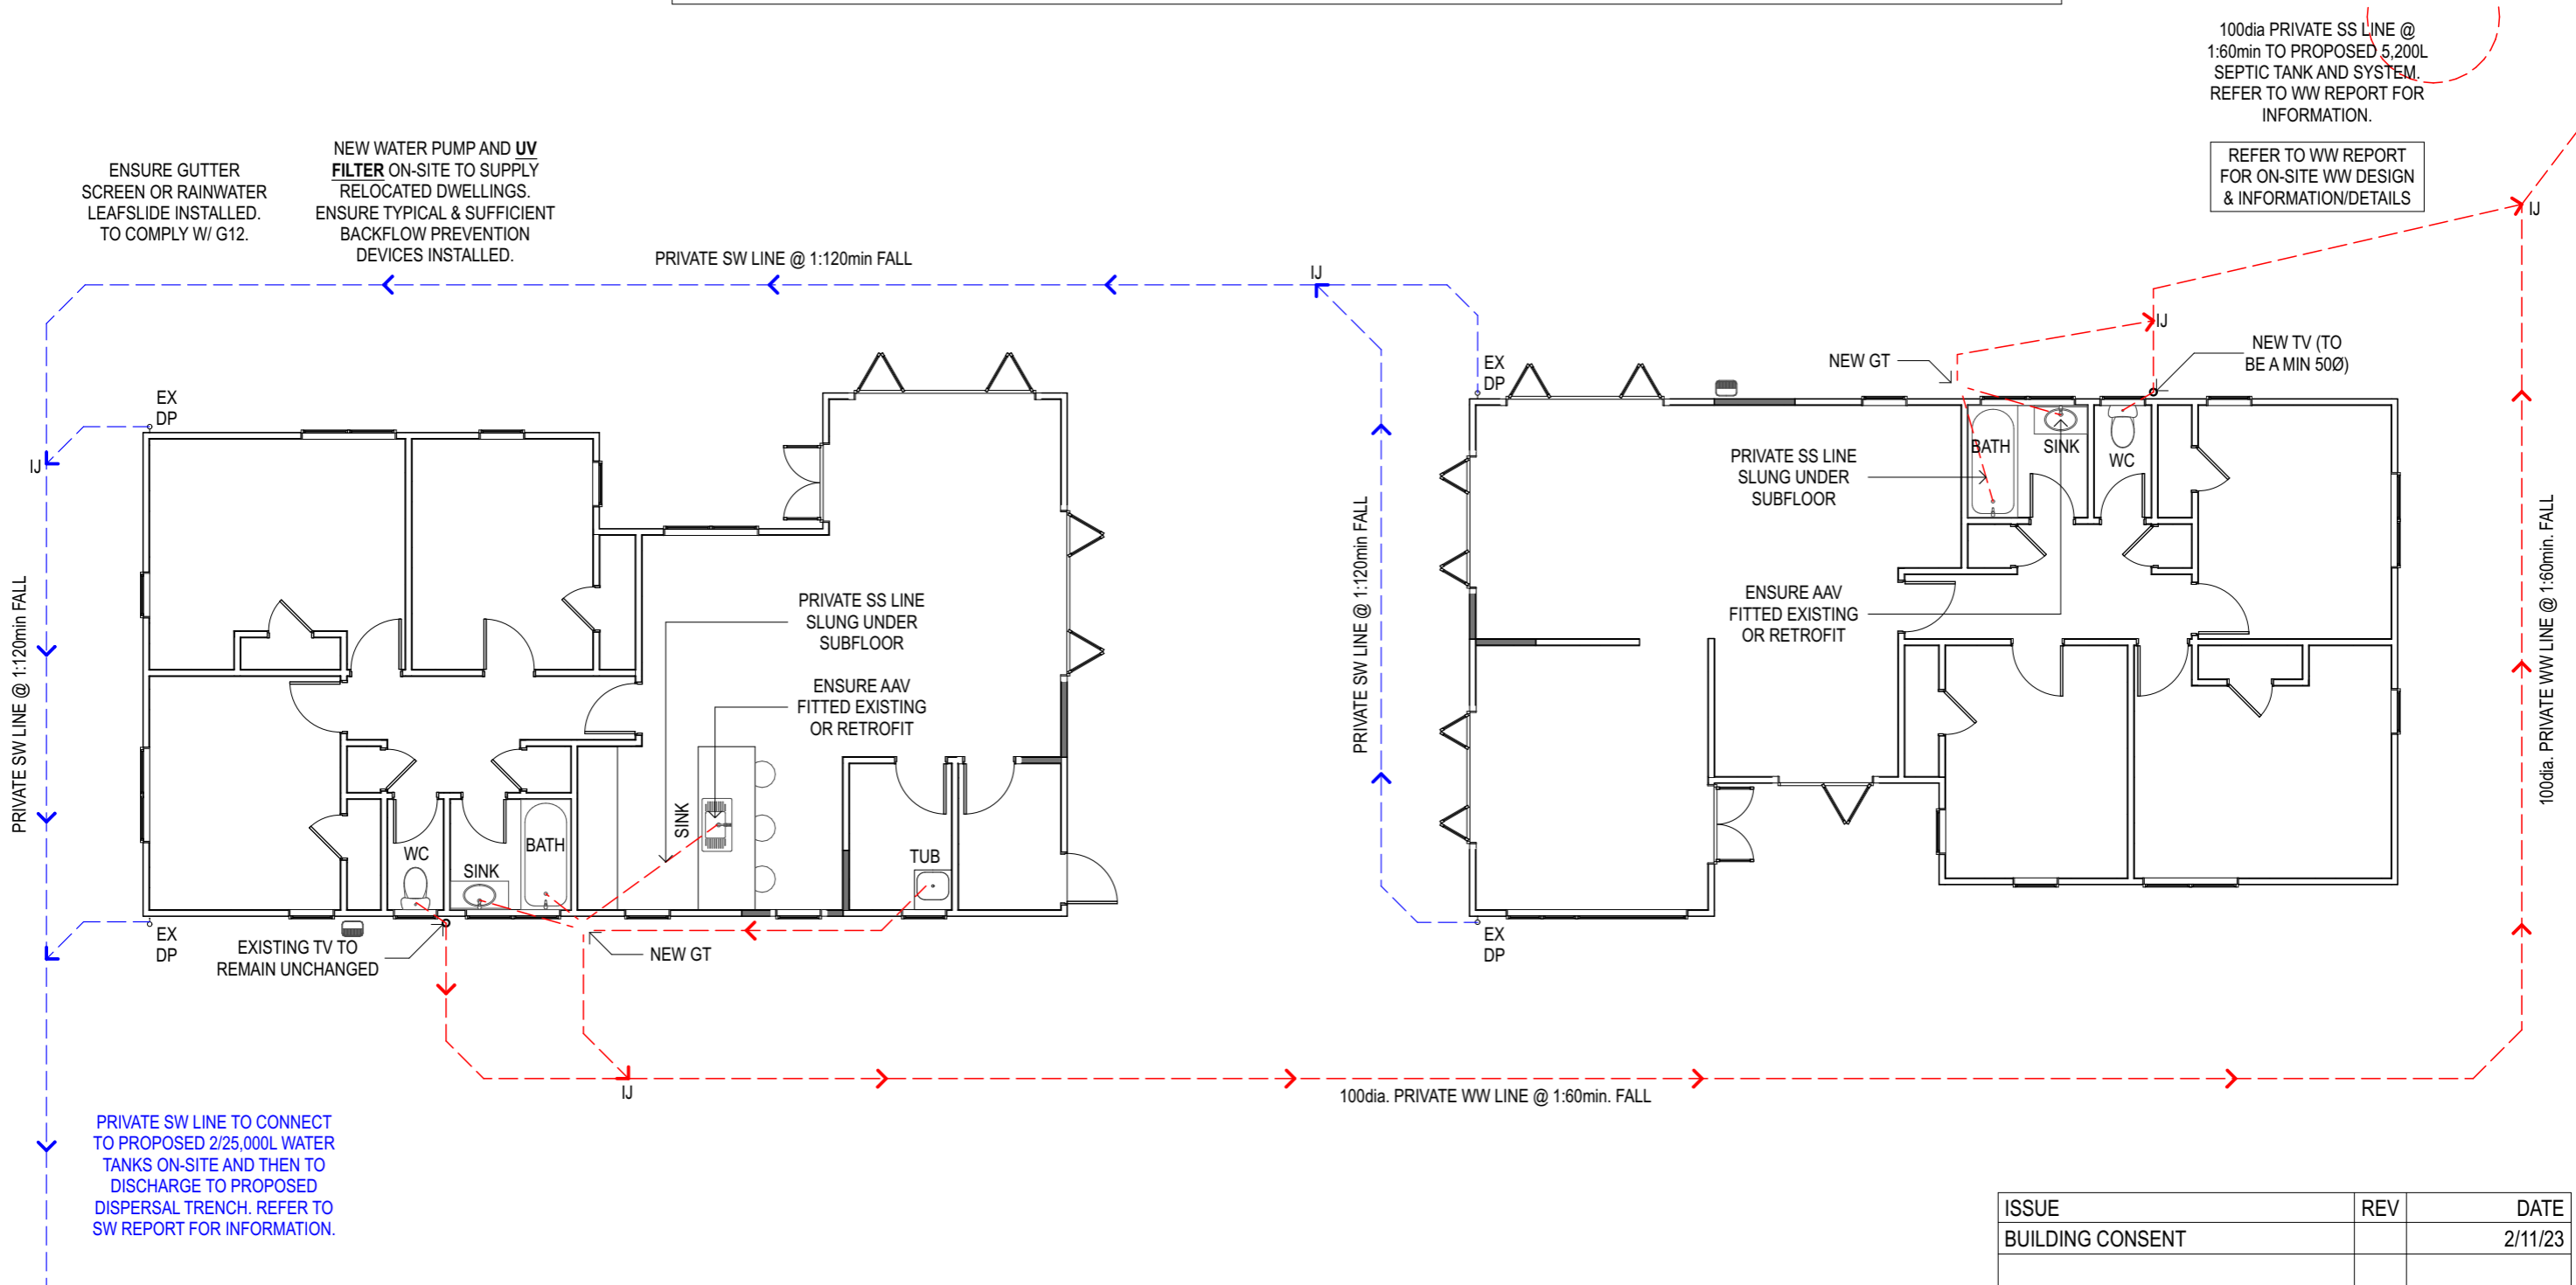 100dia PRIVATE SS LINE @
1:60min TO PROPOSED 5,200L
SEPTIC TANK AND SYSTEM.
REFER TO WW REPORT FOR
INFORMATION.
REFER TO WW REPORT
FOR ON-SITE WW DESIGN
& INFORMATION/DETAILS
ENSURE GUTTER
SCREEN OR RAINWATER
LEAFSLIDE INSTALLED.
TO COMPLY W/ G12.
NEW WATER PUMP AND UV
FILTER ON-SITE TO SUPPLY
RELOCATED DWELLINGS.
ENSURE TYPICAL & SUFFICIENT
BACKFLOW PREVENTION
DEVICES INSTALLED.
PRIVATE SW LINE @ 1:120min FALL
IJ
IJ
IJ
NEW TV (TO
BE A MIN 50Ø)
NEW GT
EX
DP
EX
DP
IJ
BATH
SINK
WC
PRIVATE SS LINE
SLUNG UNDER
SUBFLOOR
PRIVATE SW LINE @ 1:120min FALL
PRIVATE SW LINE @ 1:120min FALL
100dia. PRIVATE WW LINE @ 1:60min. FALL
PRIVATE SS LINE
SLUNG UNDER
SUBFLOOR
ENSURE AAV
FITTED EXISTING
OR RETROFIT
ENSURE AAV
FITTED EXISTING
OR RETROFIT
SINK
WC
SINK
BATH
TUB
EX
DP
EXISTING TV TO
REMAIN UNCHANGED
NEW GT
EX
DP
IJ
100dia. PRIVATE WW LINE @ 1:60min. FALL
PRIVATE SW LINE TO CONNECT
TO PROPOSED 2/25,000L WATER
TANKS ON-SITE AND THEN TO
DISCHARGE TO PROPOSED
DISPERSAL TRENCH. REFER TO
SW REPORT FOR INFORMATION.
ISSUE REV DATE
BUILDING CONSENT 2/11/23